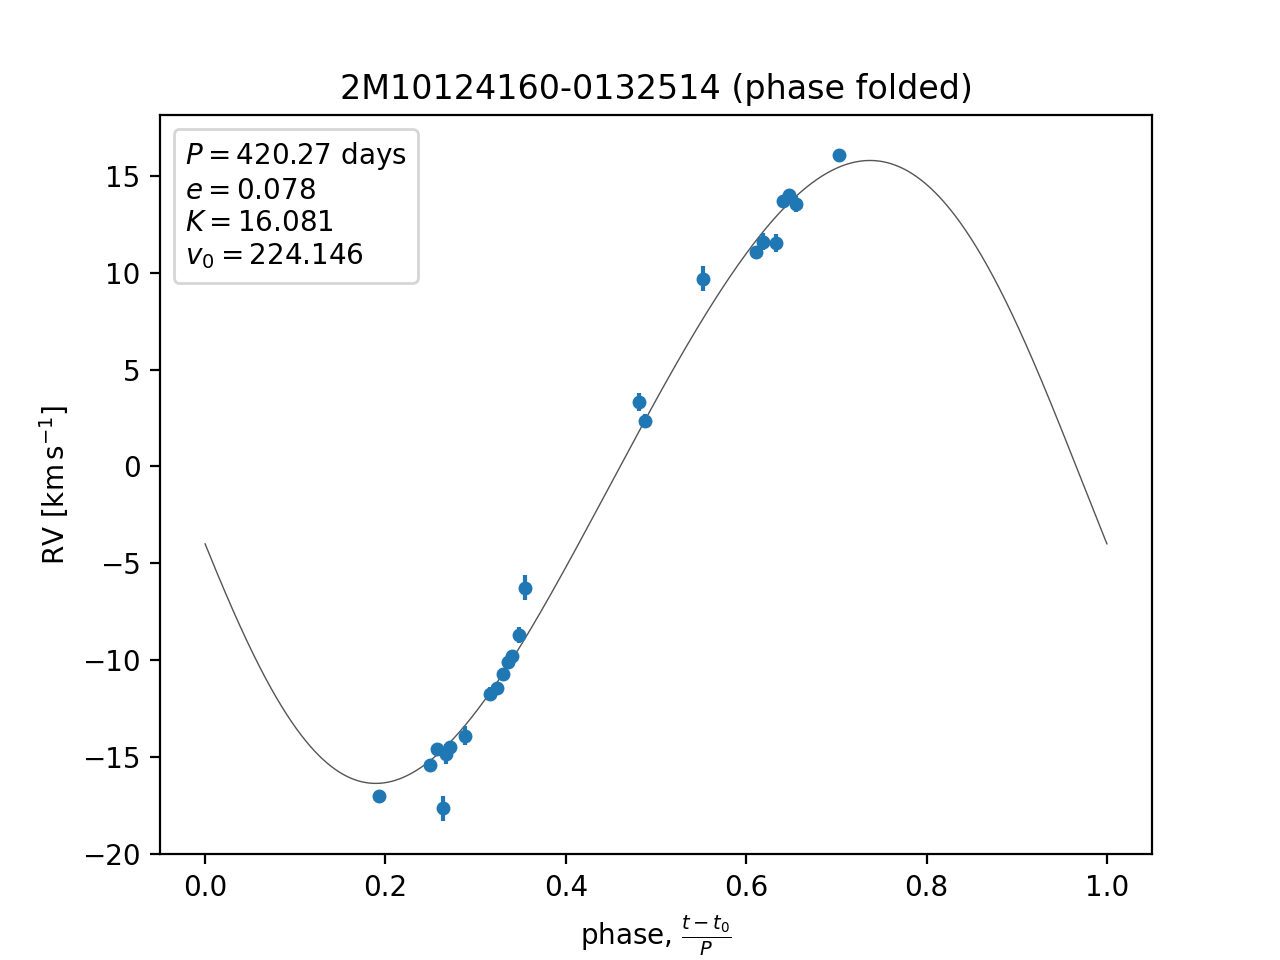 2M10124160-0132514 (phase folded)
P = 420.27 days
e = 0.078
K = 16.081
v₀ = 224.146
15
10
5
0
−5
−10
−15
−20
RV [km s⁻¹]
0.0 0.2 0.4 0.6 0.8 1.0
phase, (t − t₀)/P